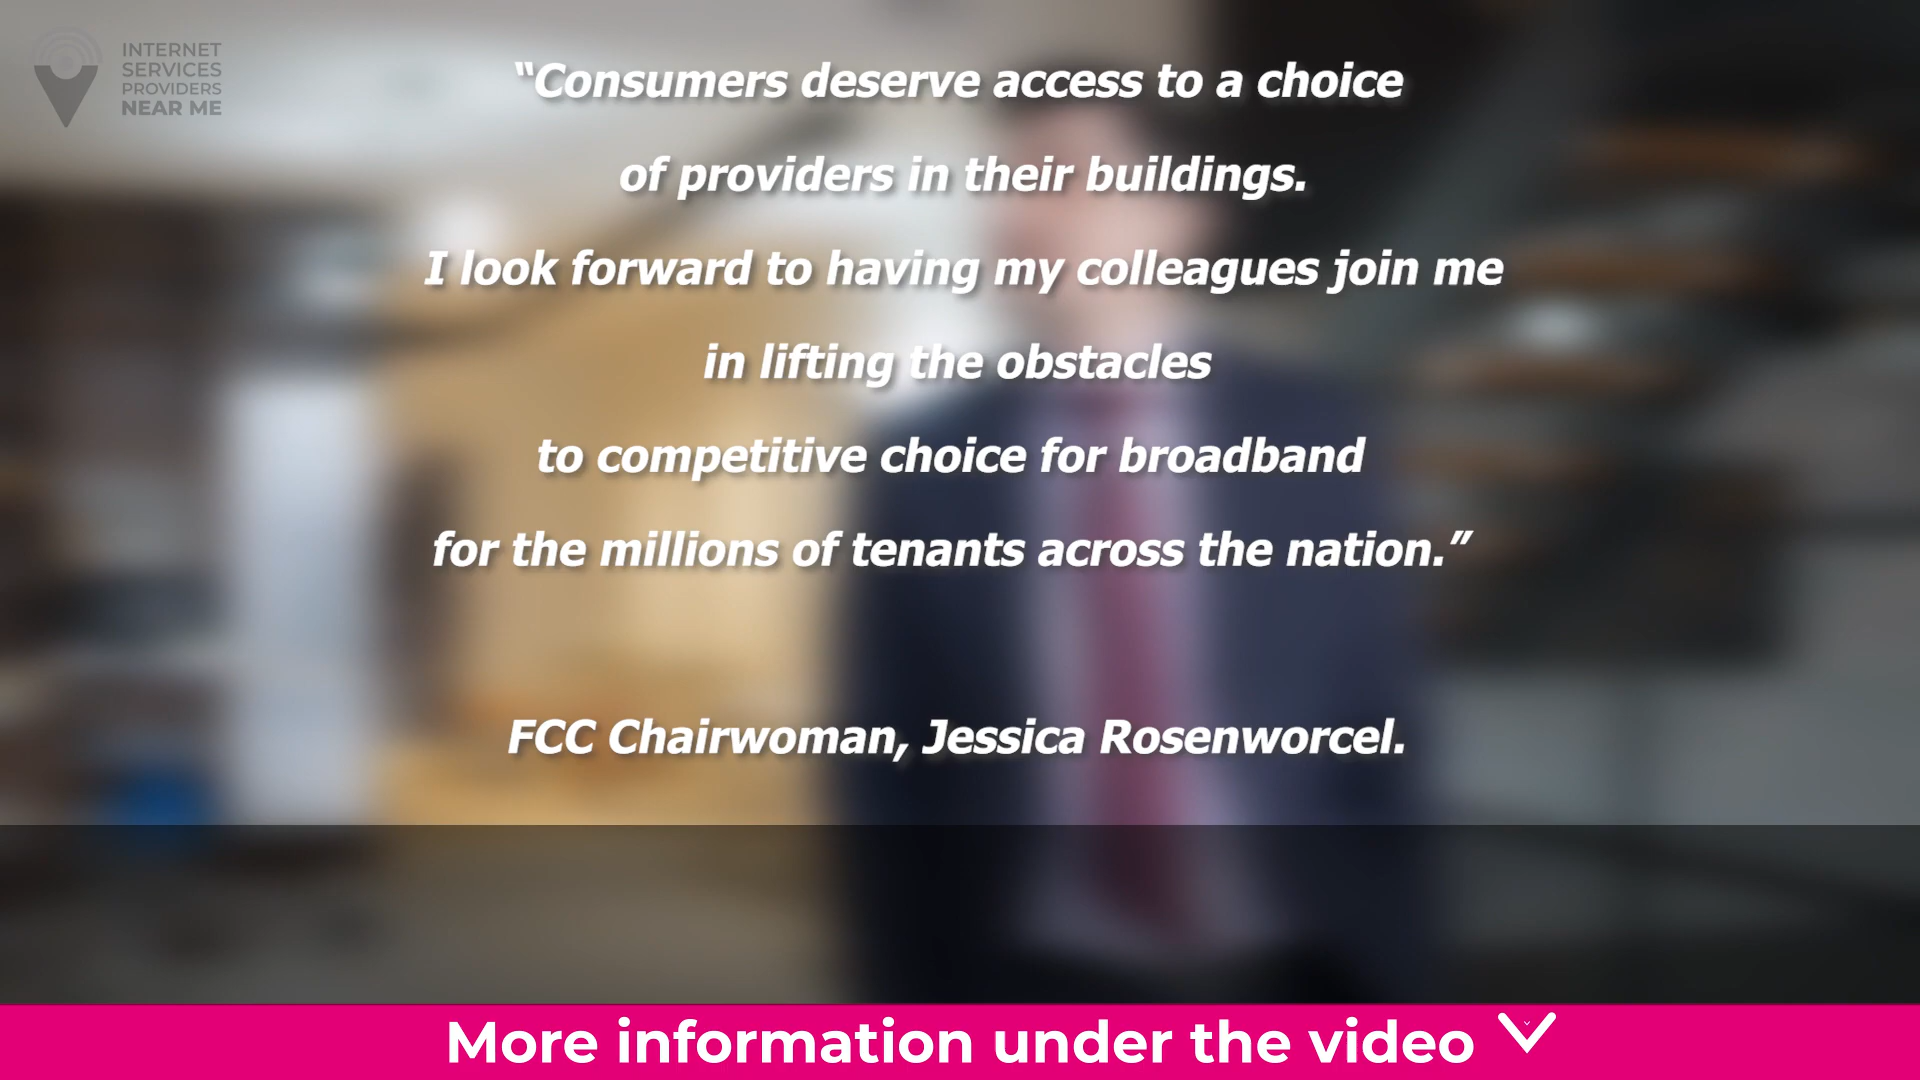 INTERNET
SERVICES
PROVIDERS
NEAR ME
“Consumers deserve access to a choice
of providers in their buildings.
I look forward to having my colleagues join me
in lifting the obstacles
to competitive choice for broadband
for the millions of tenants across the nation.”
FCC Chairwoman, Jessica Rosenworcel.
More information under the video